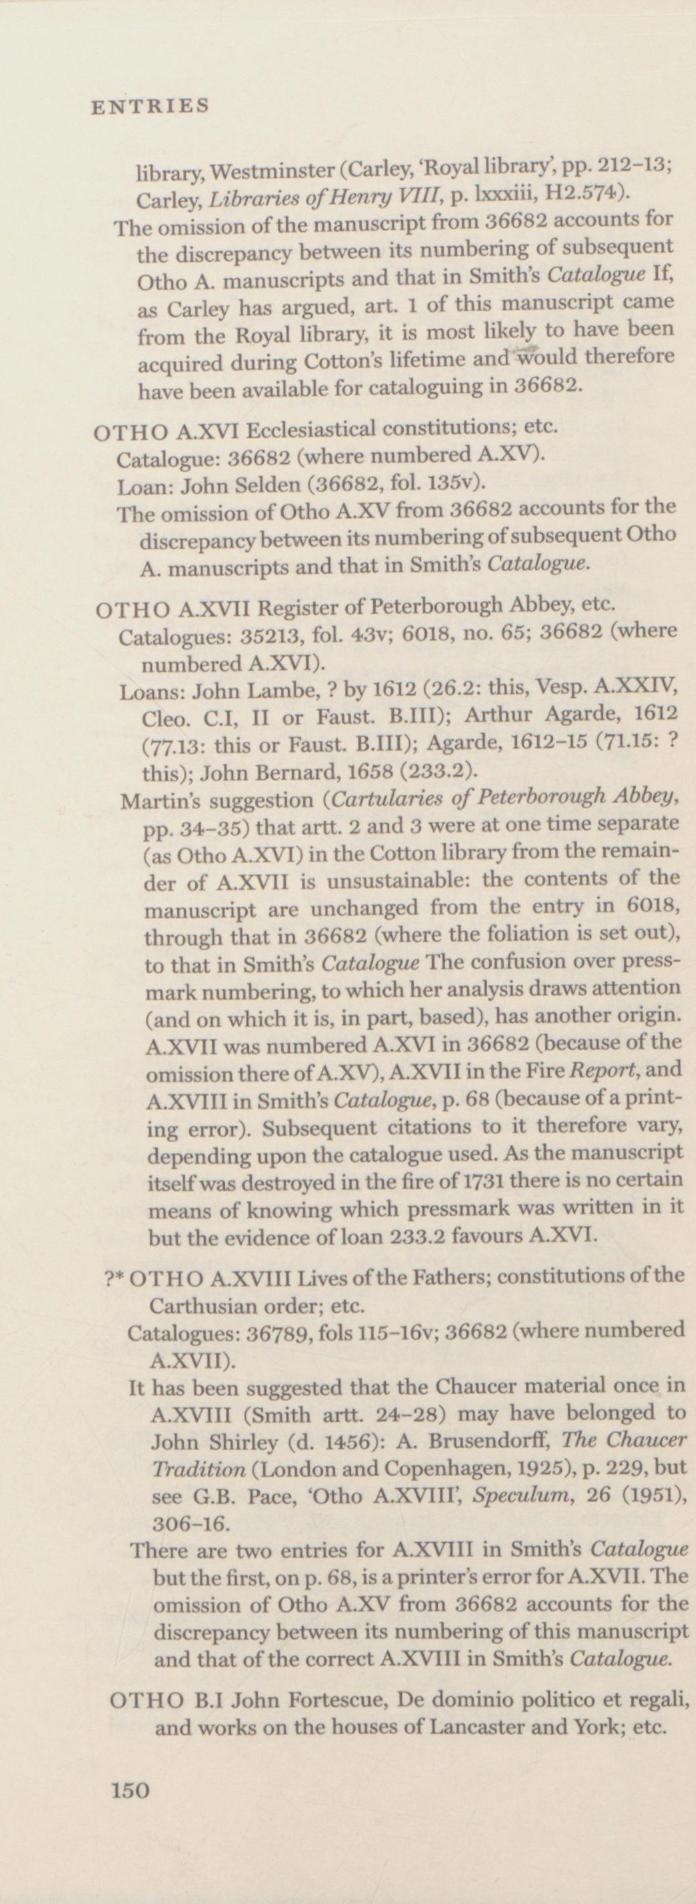 ENTRIES
library, Westminster (Carley, ‘Royal library’, pp. 212–13;
Carley, Libraries of Henry VIII, p. lxxxiii, H2.574).
The omission of the manuscript from 36682 accounts for
the discrepancy between its numbering of subsequent
Otho A. manuscripts and that in Smith’s Catalogue If,
as Carley has argued, art. 1 of this manuscript came
from the Royal library, it is most likely to have been
acquired during Cotton’s lifetime and would therefore
have been available for cataloguing in 36682.
OTHO A.XVI Ecclesiastical constitutions; etc.
Catalogue: 36682 (where numbered A.XV).
Loan: John Selden (36682, fol. 135v).
The omission of Otho A.XV from 36682 accounts for the
discrepancy between its numbering of subsequent Otho
A. manuscripts and that in Smith’s Catalogue.
OTHO A.XVII Register of Peterborough Abbey, etc.
Catalogues: 35213, fol. 43v; 6018, no. 65; 36682 (where
numbered A.XVI).
Loans: John Lambe, ? by 1612 (26.2: this, Vesp. A.XXIV,
Cleo. C.I, II or Faust. B.III); Arthur Agarde, 1612
(77.13: this or Faust. B.III); Agarde, 1612–15 (71.15: ?
this); John Bernard, 1658 (233.2).
Martin’s suggestion (Cartularies of Peterborough Abbey,
pp. 34–35) that artt. 2 and 3 were at one time separate
(as Otho A.XVI) in the Cotton library from the remain-
der of A.XVII is unsustainable: the contents of the
manuscript are unchanged from the entry in 6018,
through that in 36682 (where the foliation is set out),
to that in Smith’s Catalogue The confusion over press-
mark numbering, to which her analysis draws attention
(and on which it is, in part, based), has another origin.
A.XVII was numbered A.XVI in 36682 (because of the
omission there of A.XV), A.XVII in the Fire Report, and
A.XVIII in Smith’s Catalogue, p. 68 (because of a print-
ing error). Subsequent citations to it therefore vary,
depending upon the catalogue used. As the manuscript
itself was destroyed in the fire of 1731 there is no certain
means of knowing which pressmark was written in it
but the evidence of loan 233.2 favours A.XVI.
?* OTHO A.XVIII Lives of the Fathers; constitutions of the
Carthusian order; etc.
Catalogues: 36789, fols 115–16v; 36682 (where numbered
A.XVII).
It has been suggested that the Chaucer material once in
A.XVIII (Smith artt. 24–28) may have belonged to
John Shirley (d. 1456): A. Brusendorff, The Chaucer
Tradition (London and Copenhagen, 1925), p. 229, but
see G.B. Pace, ‘Otho A.XVIII’, Speculum, 26 (1951),
306–16.
There are two entries for A.XVIII in Smith’s Catalogue
but the first, on p. 68, is a printer’s error for A.XVII. The
omission of Otho A.XV from 36682 accounts for the
discrepancy between its numbering of this manuscript
and that of the correct A.XVIII in Smith’s Catalogue.
OTHO B.I John Fortescue, De dominio politico et regali,
and works on the houses of Lancaster and York; etc.
150